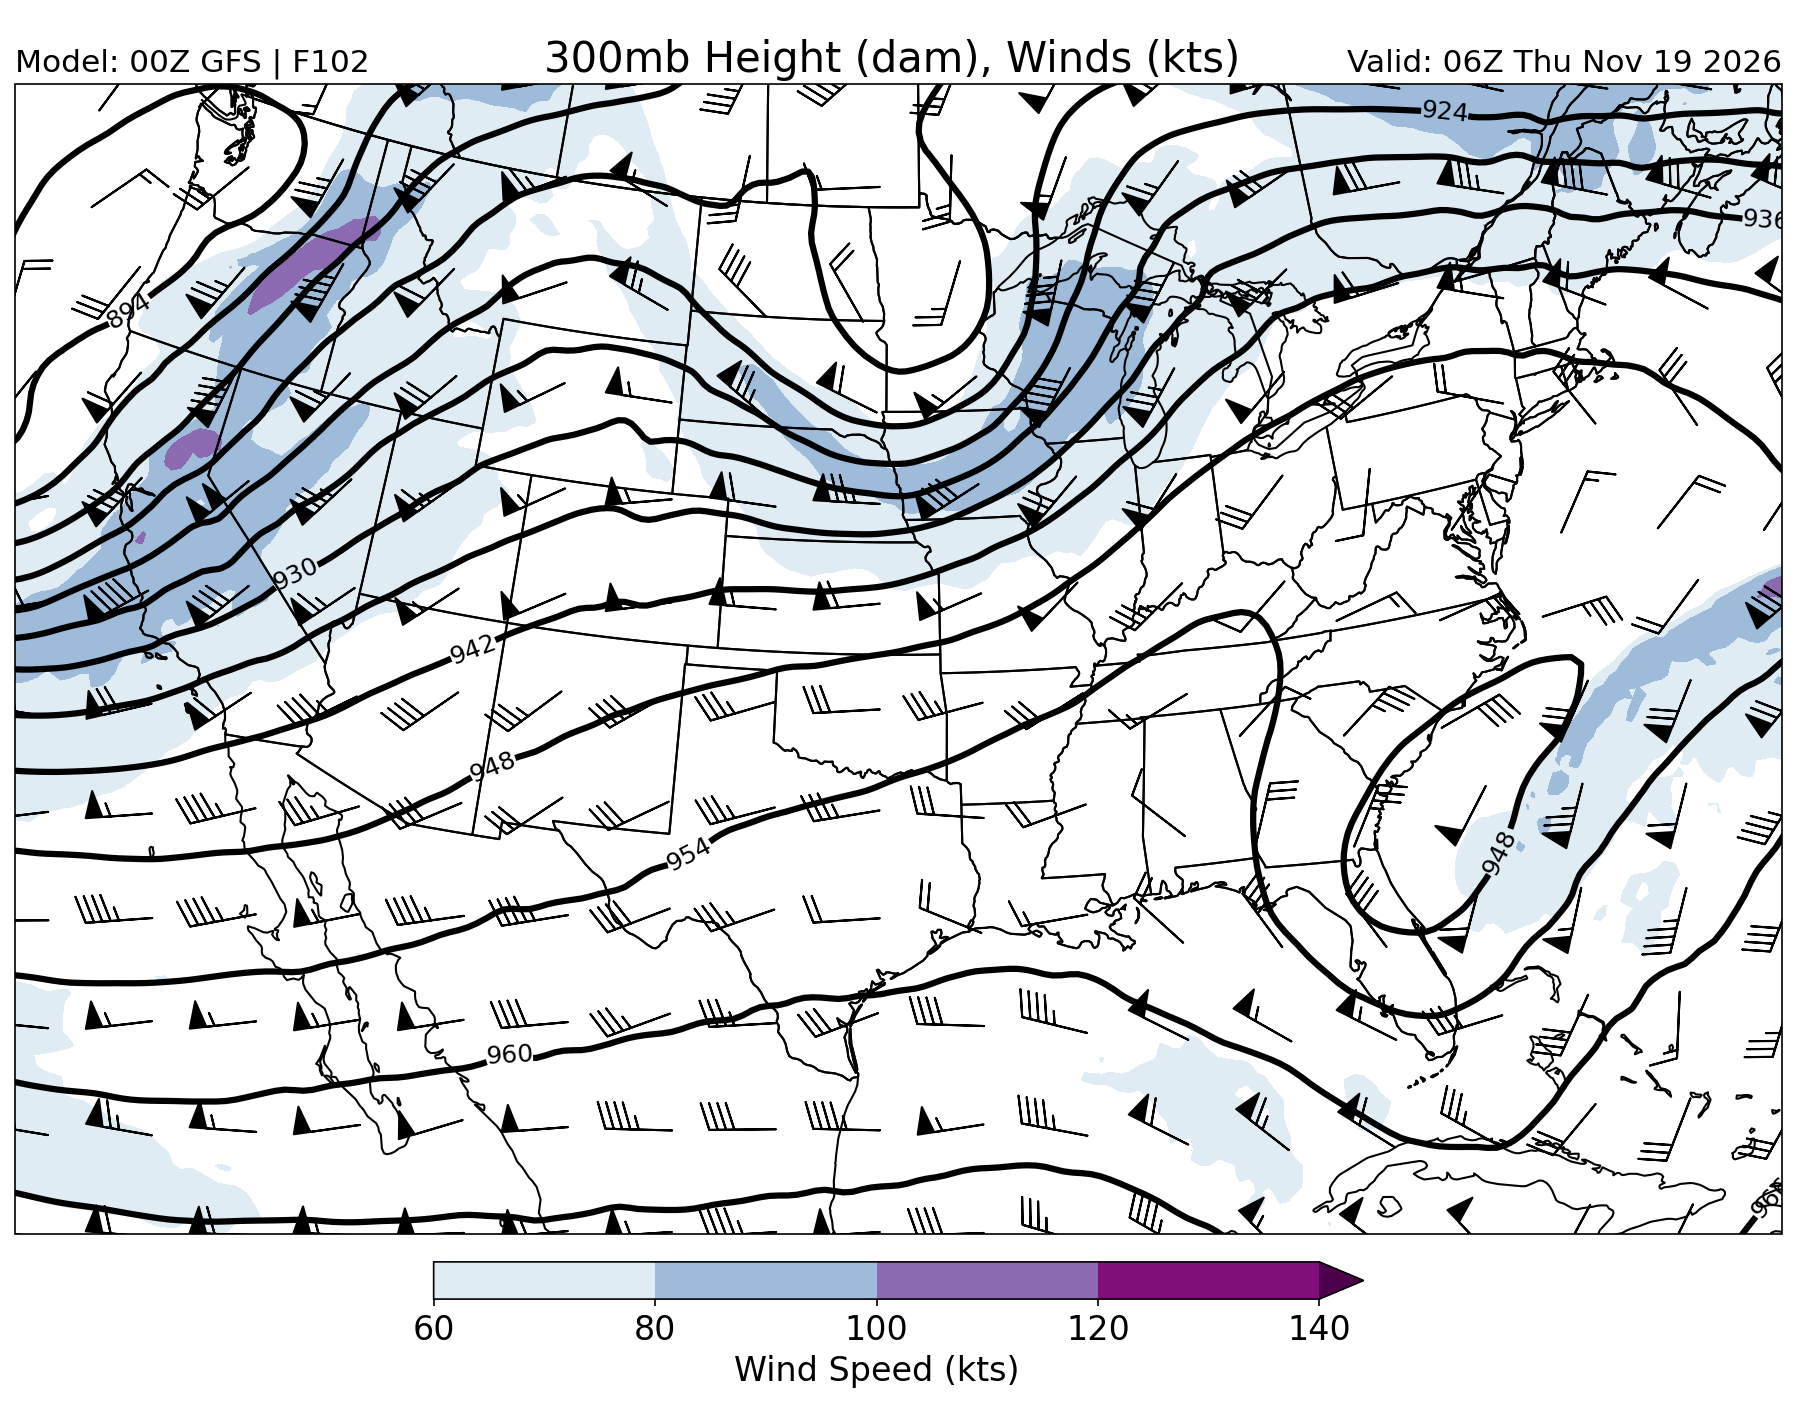 Model: 00Z GFS | F102
300mb Height (dam), Winds (kts)
Valid: 06Z Thu Nov 19 2026
924
936
894
930
942
948
948
954
960
966
60 80 100 120 140
Wind Speed (kts)